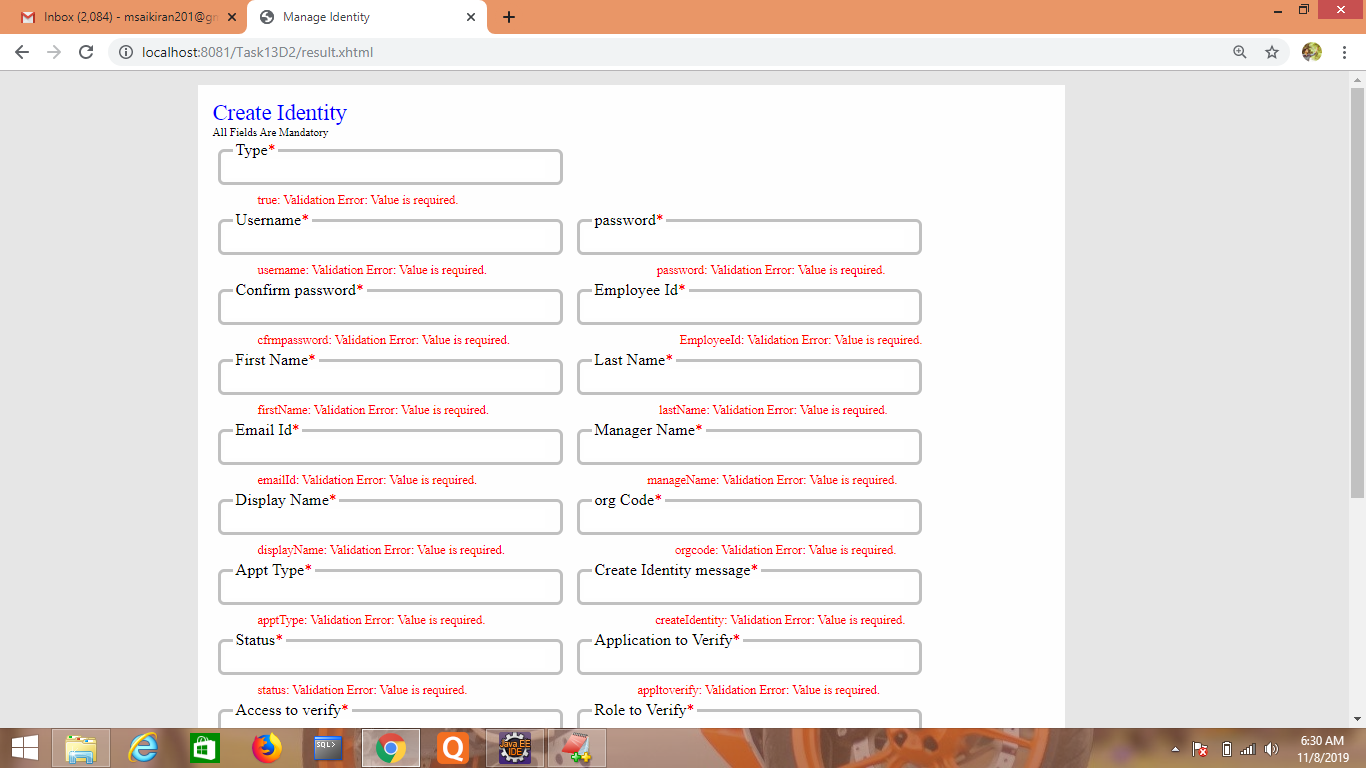 Inbox (2,084) - msaikiran201@gm
Manage Identity
localhost:8081/Task13D2/result.xhtml
Create Identity
All Fields Are Mandatory
Type*
true: Validation Error: Value is required.
Username* password*
username: Validation Error: Value is required. password: Validation Error: Value is required.
Confirm password* Employee Id*
cfrmpassword: Validation Error: Value is required. EmployeeId: Validation Error: Value is required.
First Name* Last Name*
firstName: Validation Error: Value is required. lastName: Validation Error: Value is required.
Email Id* Manager Name*
emailId: Validation Error: Value is required. manageName: Validation Error: Value is required.
Display Name* org Code*
displayName: Validation Error: Value is required. orgcode: Validation Error: Value is required.
Appt Type* Create Identity message*
apptType: Validation Error: Value is required. createIdentity: Validation Error: Value is required.
Status* Application to Verify*
status: Validation Error: Value is required. appltoverify: Validation Error: Value is required.
Access to verify* Role to Verify*
SQL>
Q
Java EE
IDE
6:30 AM
11/8/2019